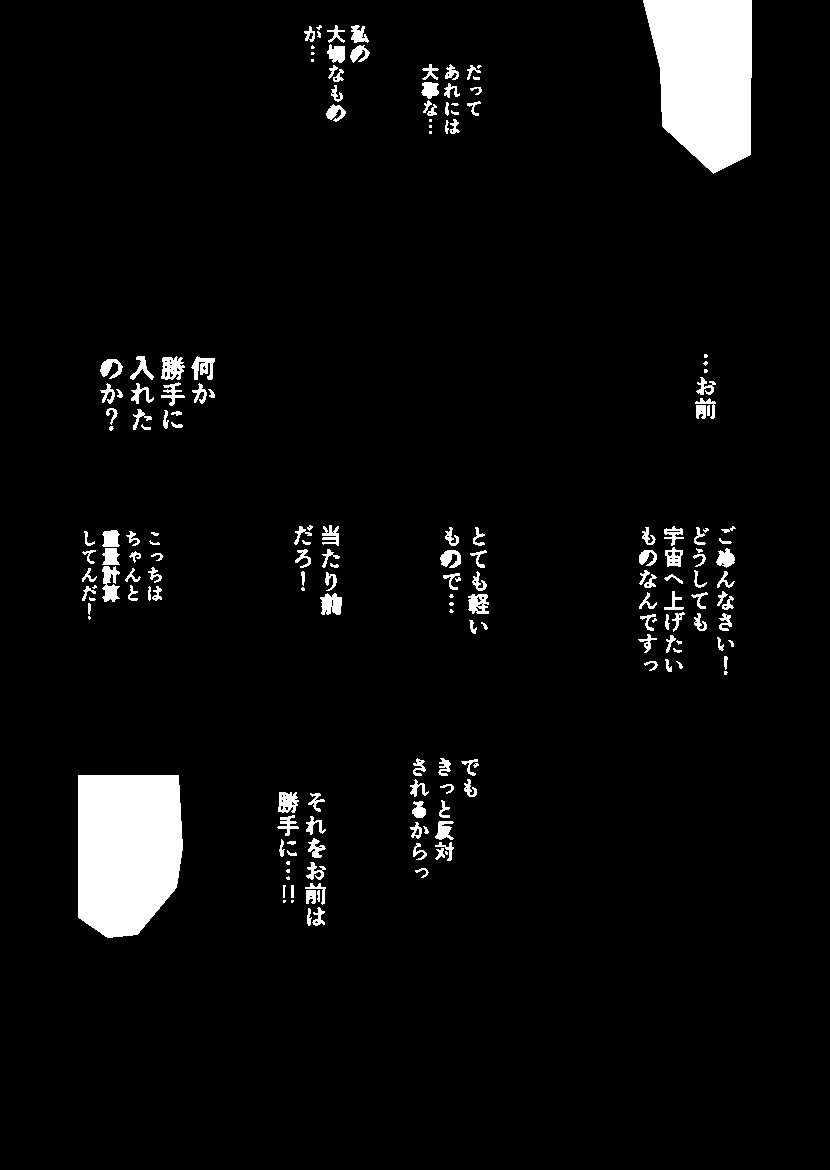 だって
あれには
大事な…
私の
大切なもの
が…
…お前
何か
勝手に
入れた
のか？
ごめんなさい！
どうしても
宇宙へ上げたい
ものなんですっ
とても軽い
もので…
当たり前
だろ！
こっちは
ちゃんと
重量計算
してんだ！
でも
きっと反対
されるからっ
それをお前は
勝手に…!!